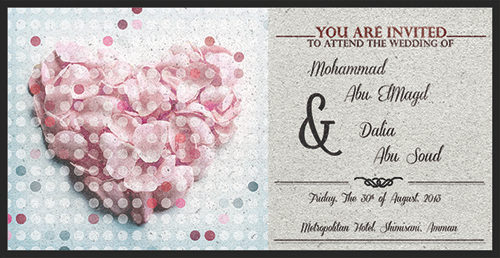 YOU ARE INVITED
TO ATTEND THE WEDDING OF
Mohammad
Abu ElMagd
&
Dalia
Abu Soud
Friday, The 30th of August, 2013
Metropolitan Hotel, Shimisani, Amman